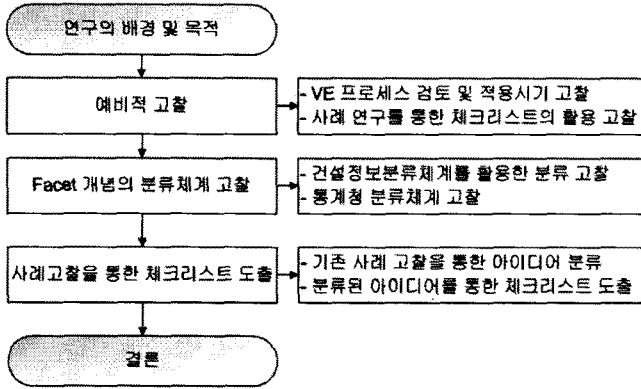 연구의 배경 및 목적
예비적 고찰
- VE 프로세스 검토 및 적용시기 고찰
- 사례 연구를 통한 체크리스트의 활용 고찰
Facet 개념의 분류체계 고찰
- 건설정보분류체계를 활용한 분류 고찰
- 통계청 분류체계 고찰
사례고찰을 통한 체크리스트 도출
- 기존 사례 고찰을 통한 아이디어 분류
- 분류된 아이디어를 통한 체크리스트 도출
결론